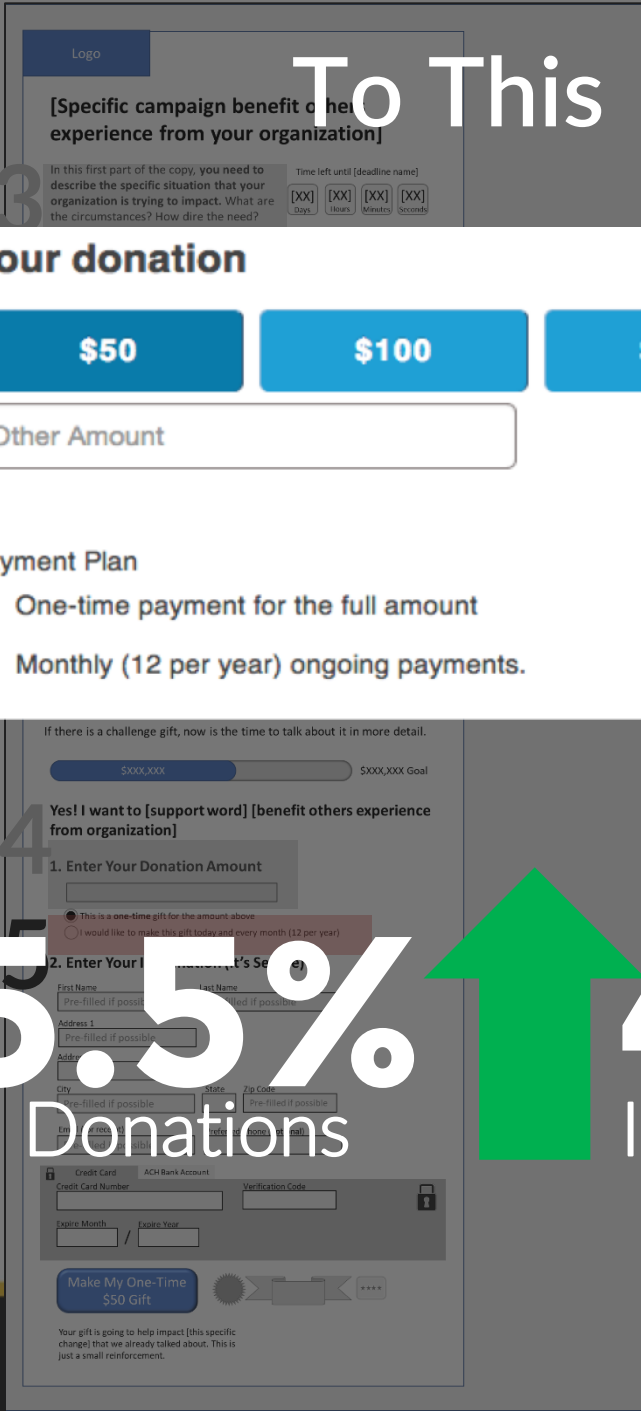 Logo
To This
[Specific campaign benefit others
experience from your organization]
3
In this first part of the copy, you need to
describe the specific situation that your
organization is trying to impact. What are
the circumstances? How dire the need?
Time left until [deadline name]
[XX] [XX] [XX] [XX]
Days Hours Minutes Seconds
our donation
$50
$100
Other Amount
yment Plan
One-time payment for the full amount
Monthly (12 per year) ongoing payments.
If there is a challenge gift, now is the time to talk about it in more detail.
$XXX,XXX
$XXX,XXX Goal
4
Yes! I want to [support word] [benefit others experience
from organization]
1. Enter Your Donation Amount
This is a one-time gift for the amount above
I would like to make this gift today and every month (12 per year)
5
5.5%
Donations
2. Enter Your (It's Se
First Name
Last Name
Pre-filled if possib
lled if possible
Address 1
Pre-filled if possible
Addre
City
State
Zip Code
Pre-filled if possible
Pre-filled if possible
Credit Card
ACH Bank Account
Credit Card Number
Verification Code
Expire Month
/
Expire Year
Make My One-Time
$50 Gift
****
Your gift is going to help impact [this specific
change] that we already talked about. This is
just a small reinforcement.